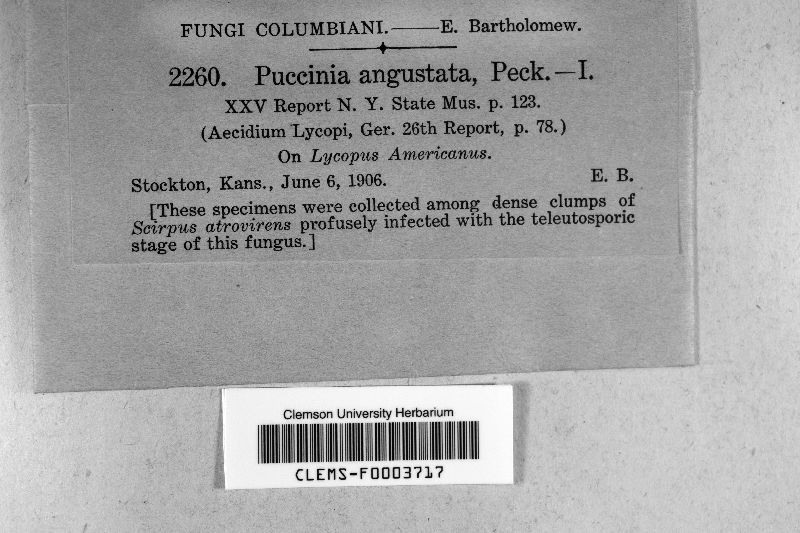 FUNGI COLUMBIANI.——E. Bartholomew.
2260. Puccinia angustata, Peck.—I.
XXV Report N. Y. State Mus. p. 123.
(Aecidium Lycopi, Ger. 26th Report, p. 78.)
On Lycopus Americanus.
Stockton, Kans., June 6, 1906. E. B.
[These specimens were collected among dense clumps of
Scirpus atrovirens profusely infected with the teleutosporic
stage of this fungus.]
Clemson University Herbarium
CLEMS-F0003717